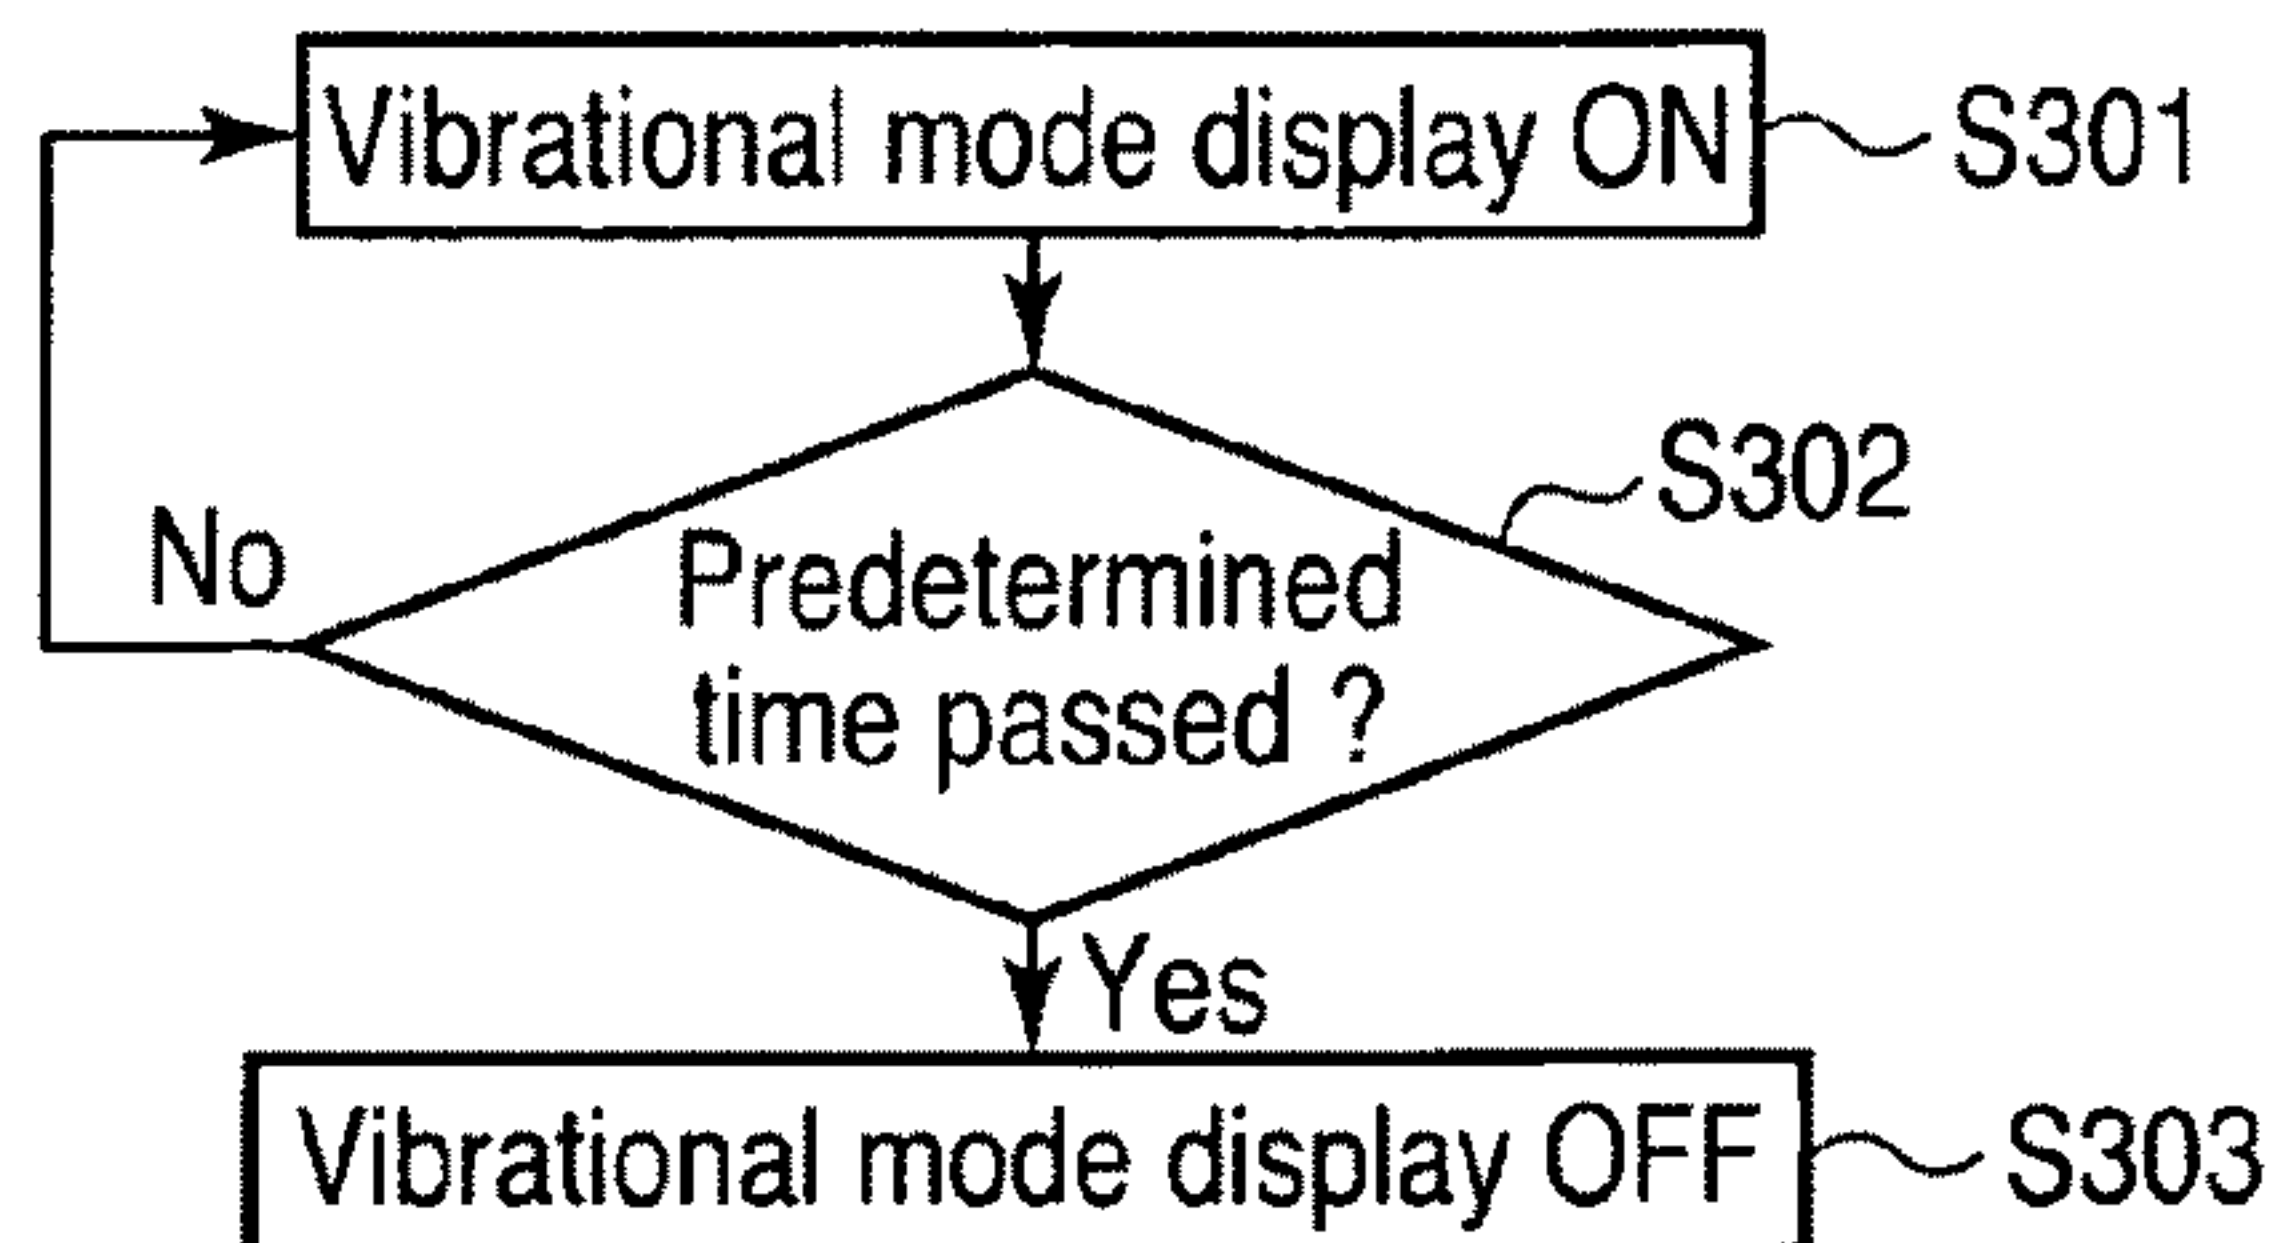 Vibrational mode display ON
S301
S302
No
Predetermined
time passed ?
Yes
Vibrational mode display OFF
S303